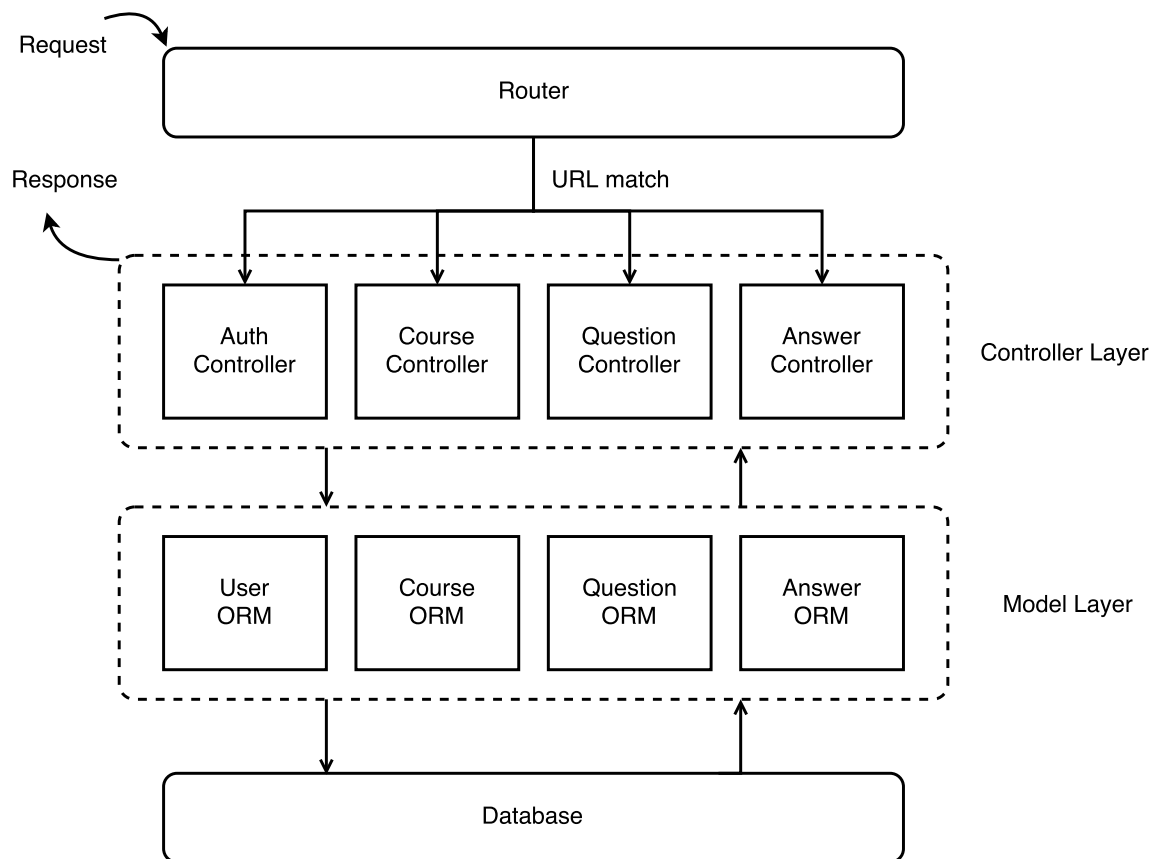 Request
Router
Response
URL match
Auth
Controller
Course
Controller
Question
Controller
Answer
Controller
Controller Layer
User
ORM
Course
ORM
Question
ORM
Answer
ORM
Model Layer
Database